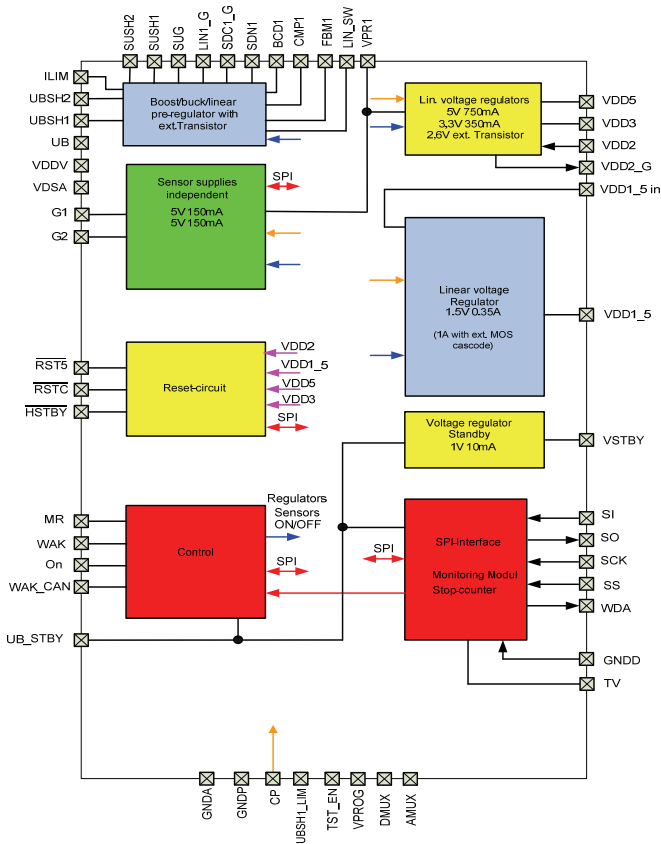 SUSH2
SUSH1
SUG
LIN1_G
SDC1_G
SDN1
BCD1
CMP1
FBM1
LIN_SW
VPR1
ILIM
UBSH2
UBSH1
UB
VDDV
VDSA
G1
G2
RST5
RSTC
HSTBY
MR
WAK
On
WAK_CAN
UB_STBY
Boost/buck/linear
pre-regulator with
ext.Transistor
Sensor supplies
independent
5V 150mA
5V 150mA
SPI
Reset-circuit
VDD2
VDD1_5
VDD5
VDD3
SPI
Control
Regulators
Sensors
ON/OFF
SPI
Lin. voltage regulators
5V 750mA
3,3V 350mA
2,6V ext. Transistor
Linear voltage
Regulator
1.5V 0.35A
(1A with ext. MOS
cascode)
Voltage regulator
Standby
1V 10mA
SPI
SPI-Interface
Monitoring Modul
Stop-counter
VDD5
VDD3
VDD2
VDD2_G
VDD1_5 in
VDD1_5
VSTBY
SI
SO
SCK
SS
WDA
GNDD
TV
GNDA
GNDP
CP
UBSH1_LIM
TST_EN
VPROG
DMUX
AMUX